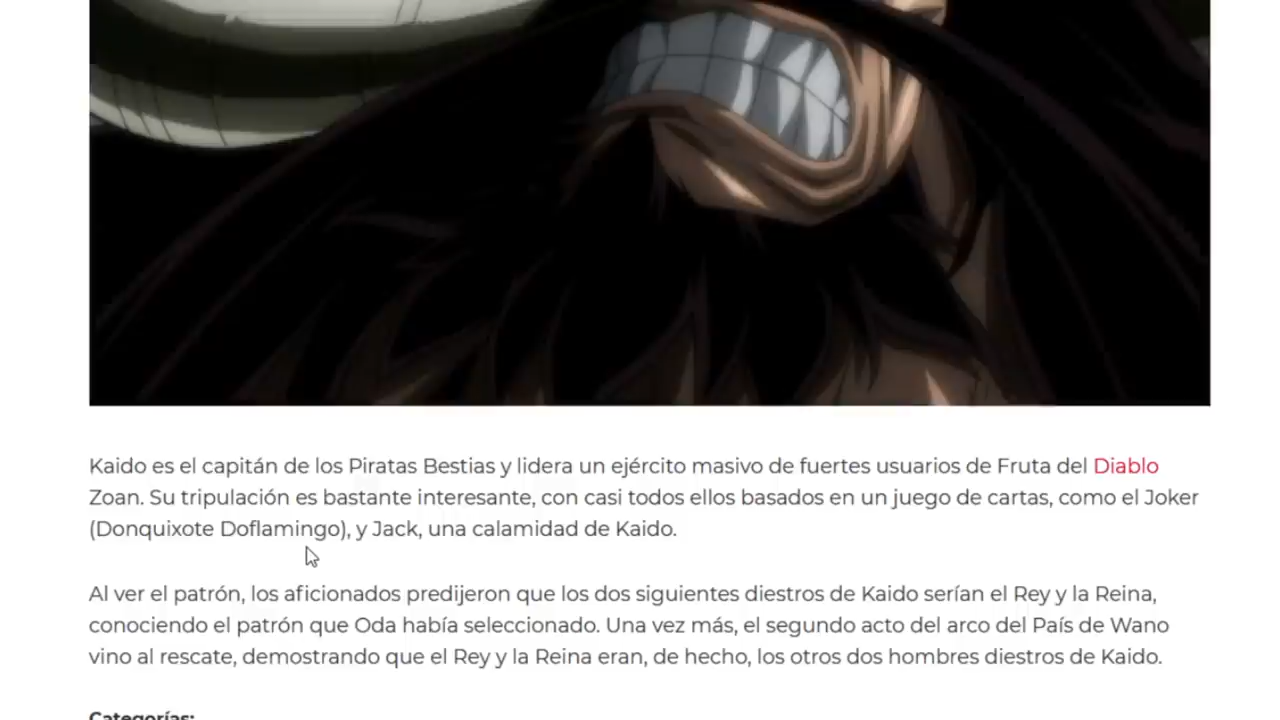 Kaido es el capitán de los Piratas Bestias y lidera un ejército masivo de fuertes usuarios de Fruta del Diablo
Zoan. Su tripulación es bastante interesante, con casi todos ellos basados en un juego de cartas, como el Joker
(Donquixote Doflamingo), y Jack, una calamidad de Kaido.
Al ver el patrón, los aficionados predijeron que los dos siguientes diestros de Kaido serían el Rey y la Reina,
conociendo el patrón que Oda había seleccionado. Una vez más, el segundo acto del arco del País de Wano
vino al rescate, demostrando que el Rey y la Reina eran, de hecho, los otros dos hombres diestros de Kaido.
Categorías: